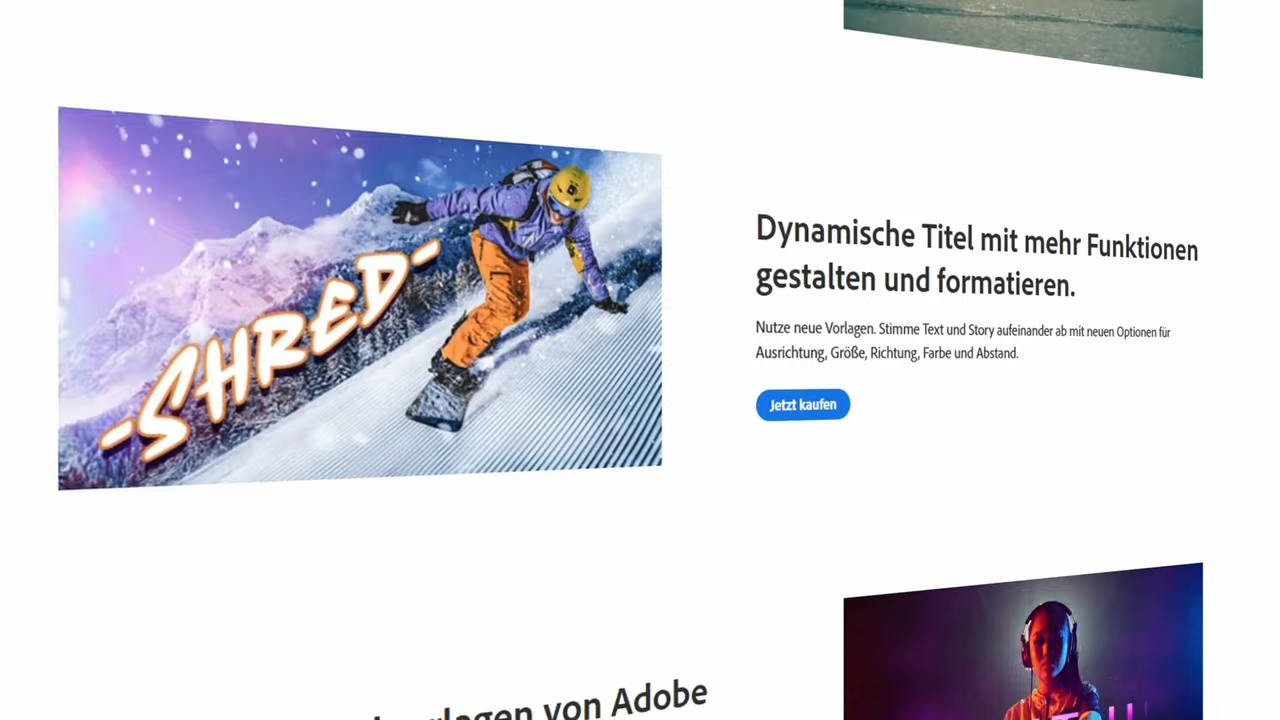 -SHRED-
Dynamische Titel mit mehr Funktionen
gestalten und formatieren.
Nutze neue Vorlagen. Stimme Text und Story aufeinander ab mit neuen Optionen für
Ausrichtung, Größe, Richtung, Farbe und Abstand.
Jetzt kaufen
von Adobe